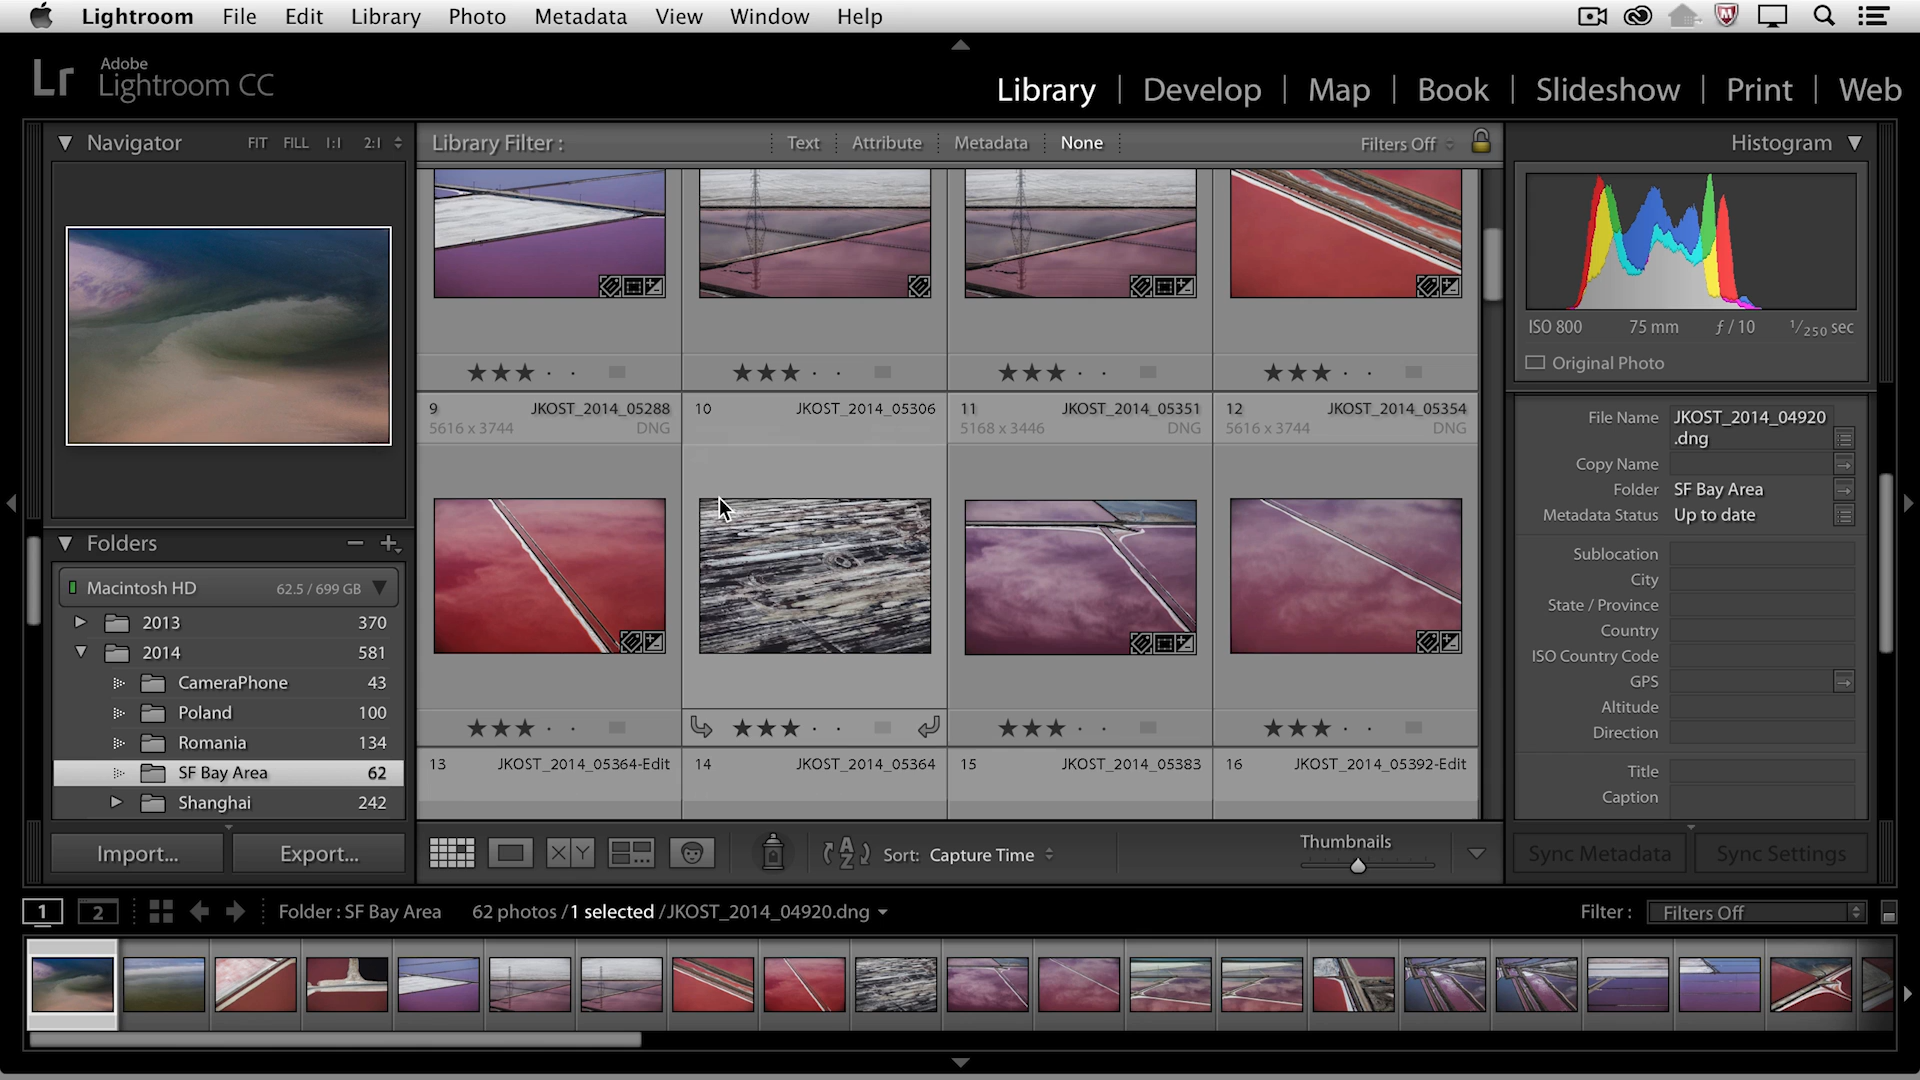 Lightroom File Edit Library Photo Metadata View Window Help
Lr Adobe Lightroom CC
Library | Develop | Map | Book | Slideshow | Print | Web
Navigator FIT FILL 1:1 2:1
Library Filter : Text Attribute Metadata None Filters Off
Histogram
ISO 800 75 mm ƒ / 10 1/250 sec
Original Photo
9 JKOST_2014_05288
5616 x 3744 DNG
10 JKOST_2014_05306
11 JKOST_2014_05351
5168 x 3446 DNG
12 JKOST_2014_05354
5616 x 3744 DNG
File Name JKOST_2014_04920
.dng
Copy Name
Folder SF Bay Area
Metadata Status Up to date
Sublocation
City
State / Province
Country
ISO Country Code
GPS
Altitude
Direction
Title
Caption
Folders
Macintosh HD 62.5 / 699 GB
2013 370
2014 581
CameraPhone 43
Poland 100
Romania 134
SF Bay Area 62
Shanghai 242
13 JKOST_2014_05364-Edit
14 JKOST_2014_05364
15 JKOST_2014_05383
16 JKOST_2014_05392-Edit
Import... Export...
X Y
A Z Sort: Capture Time
Thumbnails
Sync Metadata Sync Settings
1 2 Folder : SF Bay Area 62 photos / 1 selected / JKOST_2014_04920.dng
Filter : Filters Off